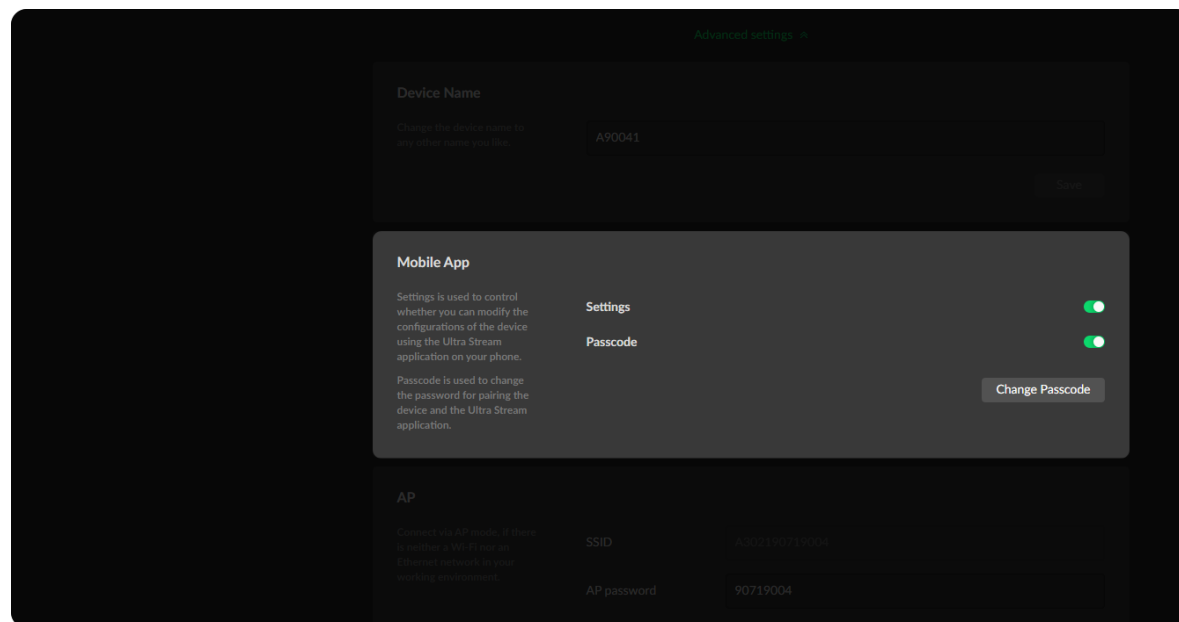 Advanced settings
Device Name
Change the device name to
any other name you like.
A90041
Save
Mobile App
Settings is used to control
whether you can modify the
configurations of the device
using the Ultra Stream
application on your phone.
Settings
Passcode
Passcode is used to change
the password for pairing the
device and the Ultra Stream
application.
Change Passcode
AP
Connect via AP mode, if there
is neither a Wi-Fi nor an
Ethernet network in your
working environment.
SSID
A302190719004
AP password
90719004